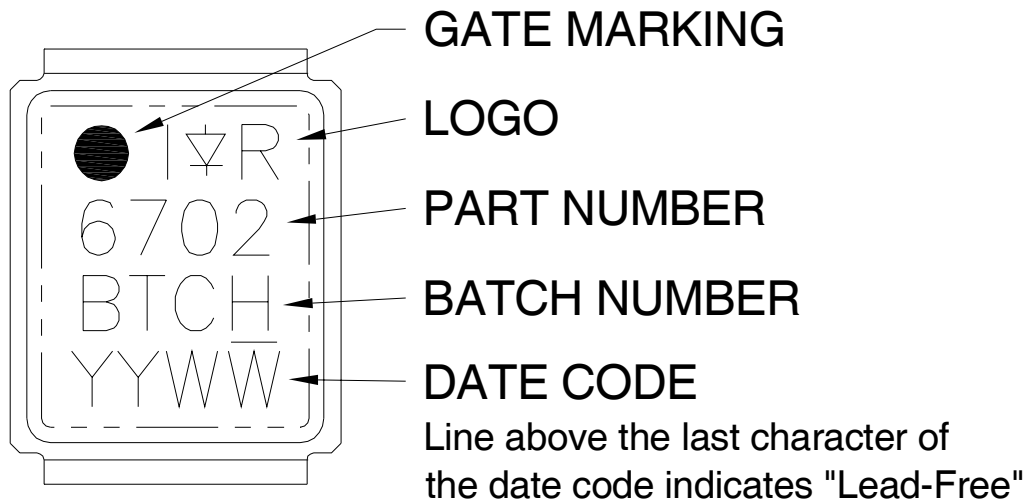 GATE MARKING
I R
LOGO
6702
PART NUMBER
BTCH
BATCH NUMBER
YYWW
DATE CODE
Line above the last character of
the date code indicates "Lead-Free"